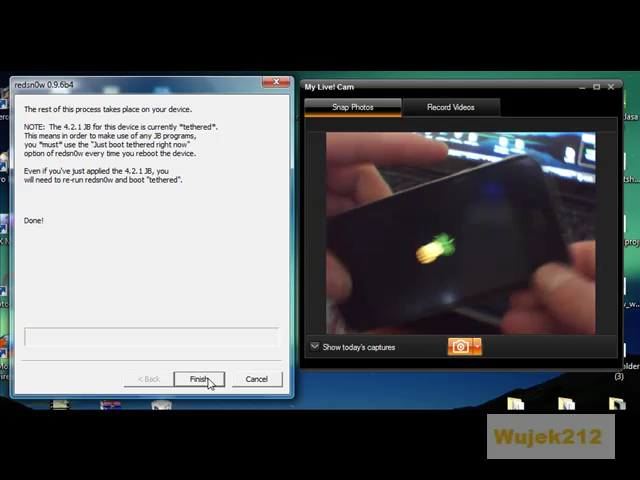 redsn0w 0.9.6b4
The rest of this process takes place on your device.
NOTE: The 4.2.1 JB for this device is currently *tethered*.
This means in order to make use of any JB programs,
you *must* use the "Just boot tethered right now"
option of redsn0w every time you reboot the device.
Even if you've just applied the 4.2.1 JB, you
will need to re-run redsn0w and boot "tethered".
Done!
< Back
Finish
Cancel
My Live! Cam
Snap Photos
Record Videos
Show today's captures
(3)
Wujek212